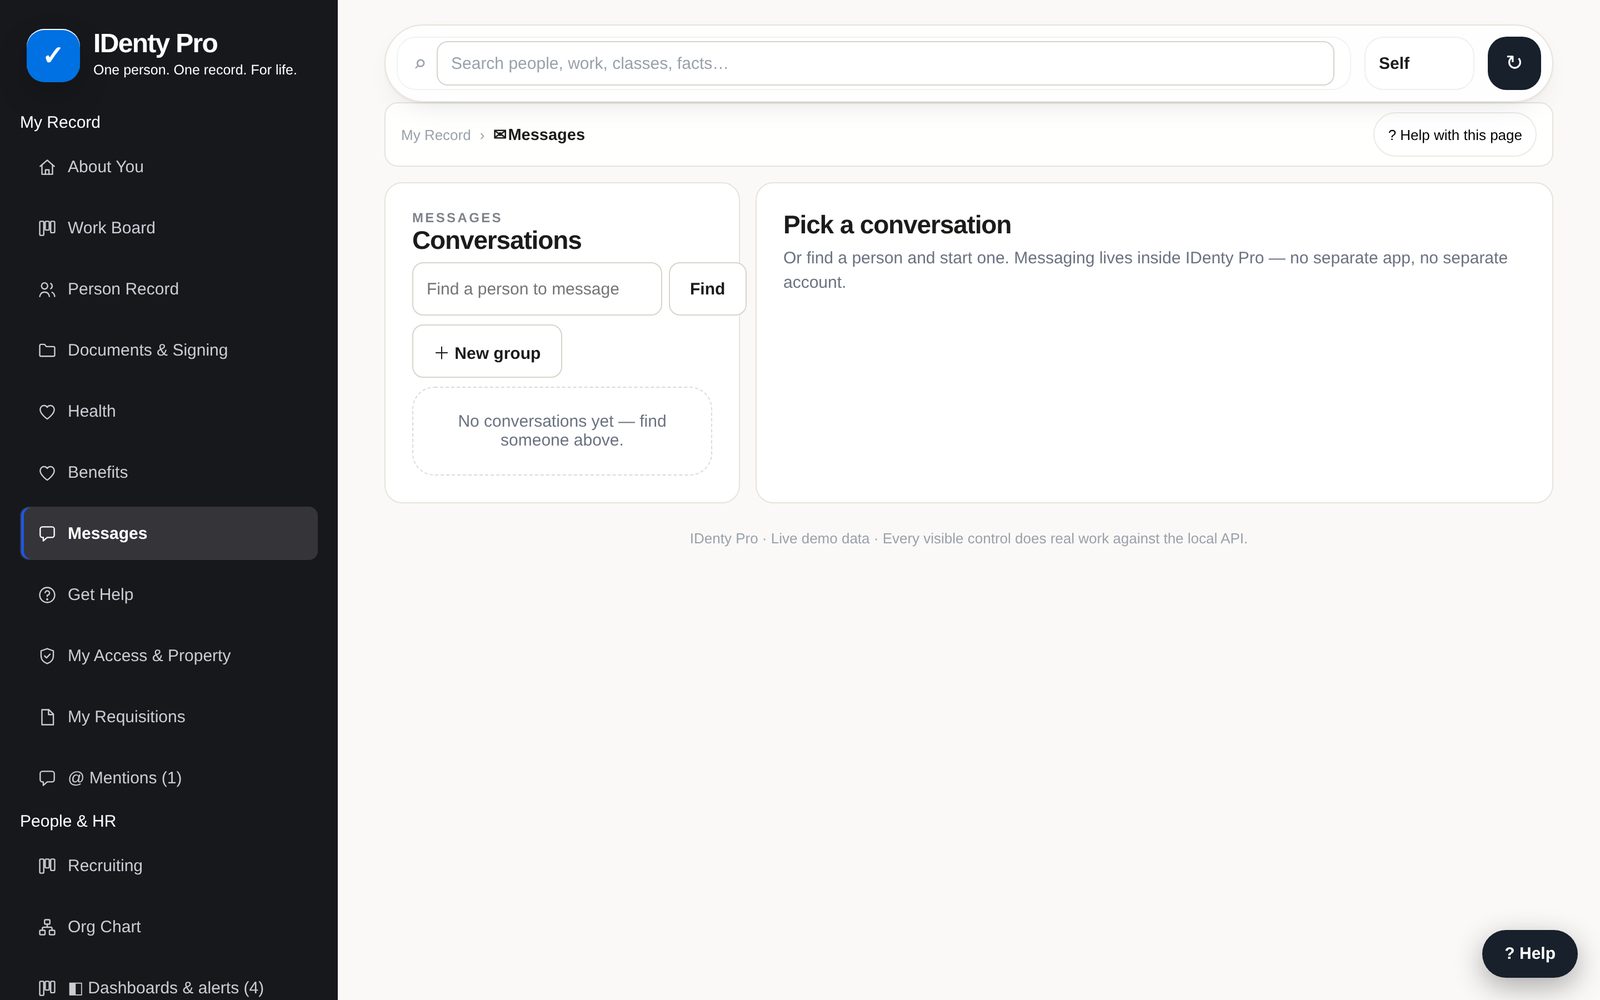 IDenty Pro
One person. One record. For life.
My Record
About You
Work Board
Person Record
Documents & Signing
Health
Benefits
Messages
Get Help
My Access & Property
My Requisitions
@ Mentions (1)
People & HR
Recruiting
Org Chart
◧ Dashboards & alerts (4)
Search people, work, classes, facts…
Self
My Record › ✉Messages
? Help with this page
MESSAGES
Conversations
Find a person to message
Find
+ New group
No conversations yet — find
someone above.
Pick a conversation
Or find a person and start one. Messaging lives inside IDenty Pro — no separate app, no separate
account.
IDenty Pro · Live demo data · Every visible control does real work against the local API.
? Help